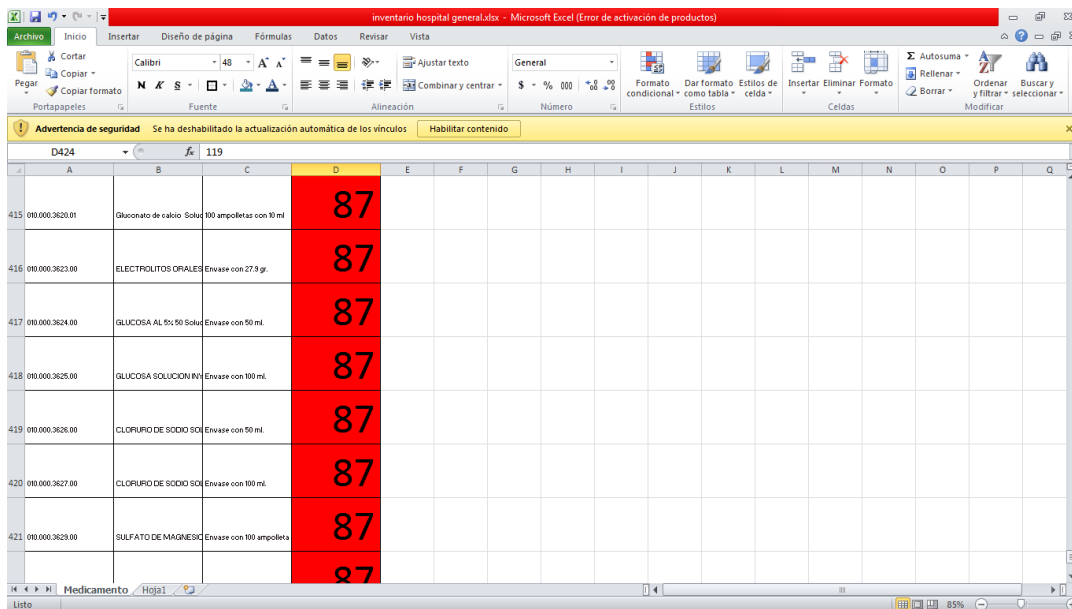 inventario hospital general.xlsx - Microsoft Excel (Error de activación de productos)
Archivo Inicio Insertar Diseño de página Fórmulas Datos Revisar Vista
Pegar
Cortar
Copiar
Copiar formato
Portapapeles
Calibri 48
N K S
Fuente
Ajustar texto
Combinar y centrar
Alineación
General
$ % 000
Número
Formato condicional
Dar formato como tabla
Estilos de celda
Estilos
Insertar Eliminar Formato
Celdas
Σ Autosuma
Rellenar
Borrar
Ordenar y filtrar
Buscar y seleccionar
Modificar
Advertencia de seguridad Se ha deshabilitado la actualización automática de los vínculos Habilitar contenido
D424 fx 119
A B C D E F G H I J K L M N O P Q
415 010.000.3620.01 Gluconato de calcio Soluc 100 ampolletas con 10 ml 87
416 010.000.3623.00 ELECTROLITOS ORALES Envase con 27.9 gr. 87
417 010.000.3624.00 GLUCOSA AL 5% 50 Soluc Envase con 50 ml. 87
418 010.000.3625.00 GLUCOSA SOLUCION INY Envase con 100 ml. 87
419 010.000.3626.00 CLORURO DE SODIO SOL Envase con 50 ml. 87
420 010.000.3627.00 CLORURO DE SODIO SOL Envase con 100 ml. 87
421 010.000.3629.00 SULFATO DE MAGNESIO Envase con 100 ampolleta 87
87
Medicamento Hoja1
Listo 85%